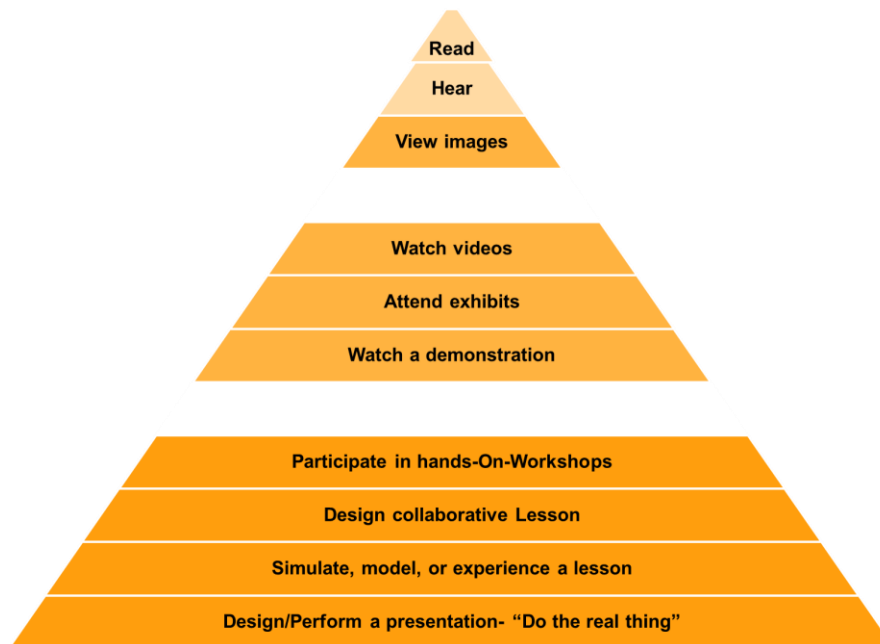 Read
Hear
View images
Watch videos
Attend exhibits
Watch a demonstration
Participate in hands-On-Workshops
Design collaborative Lesson
Simulate, model, or experience a lesson
Design/Perform a presentation- “Do the real thing”